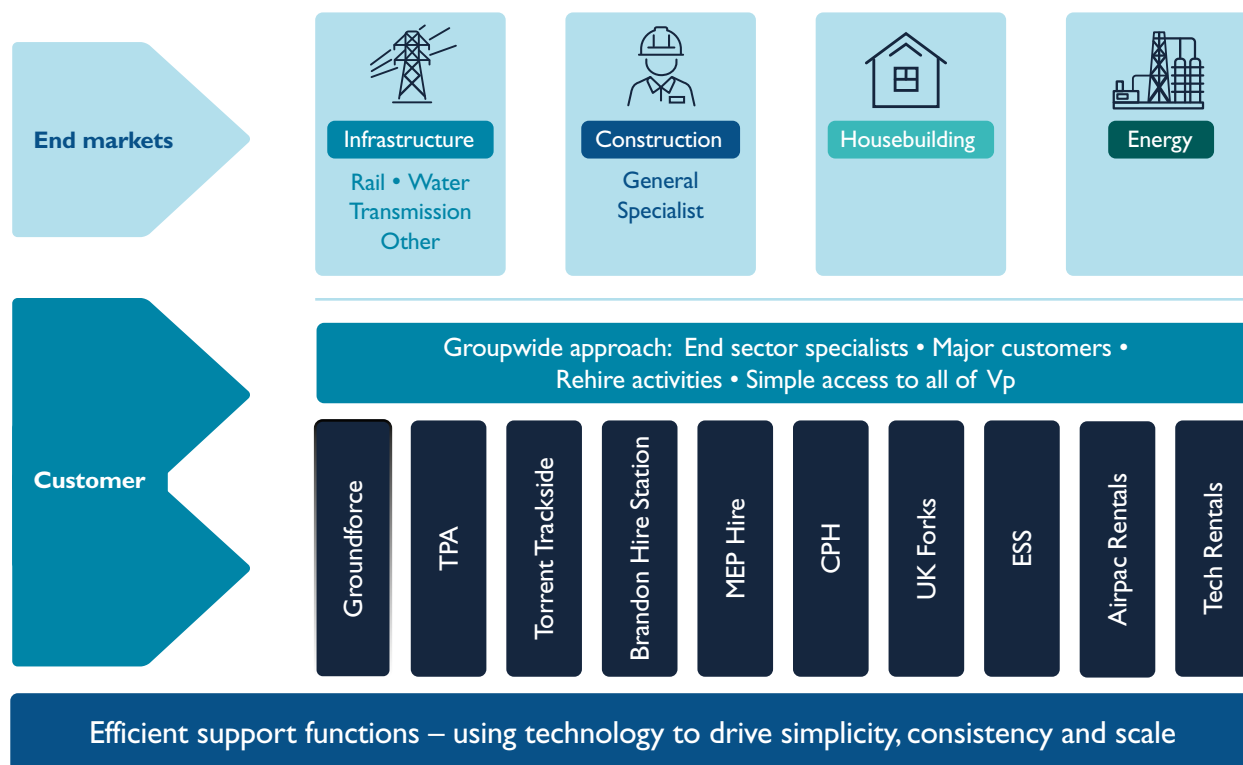 End markets
Infrastructure
Rail • Water
Transmission
Other
Construction
General
Specialist
Housebuilding
Energy
Customer
Groupwide approach: End sector specialists • Major customers •
Rehire activities • Simple access to all of Vp
Groundforce
TPA
Torrent Trackside
Brandon Hire Station
MEP Hire
CPH
UK Forks
ESS
Airpac Rentals
Tech Rentals
Efficient support functions – using technology to drive simplicity, consistency and scale